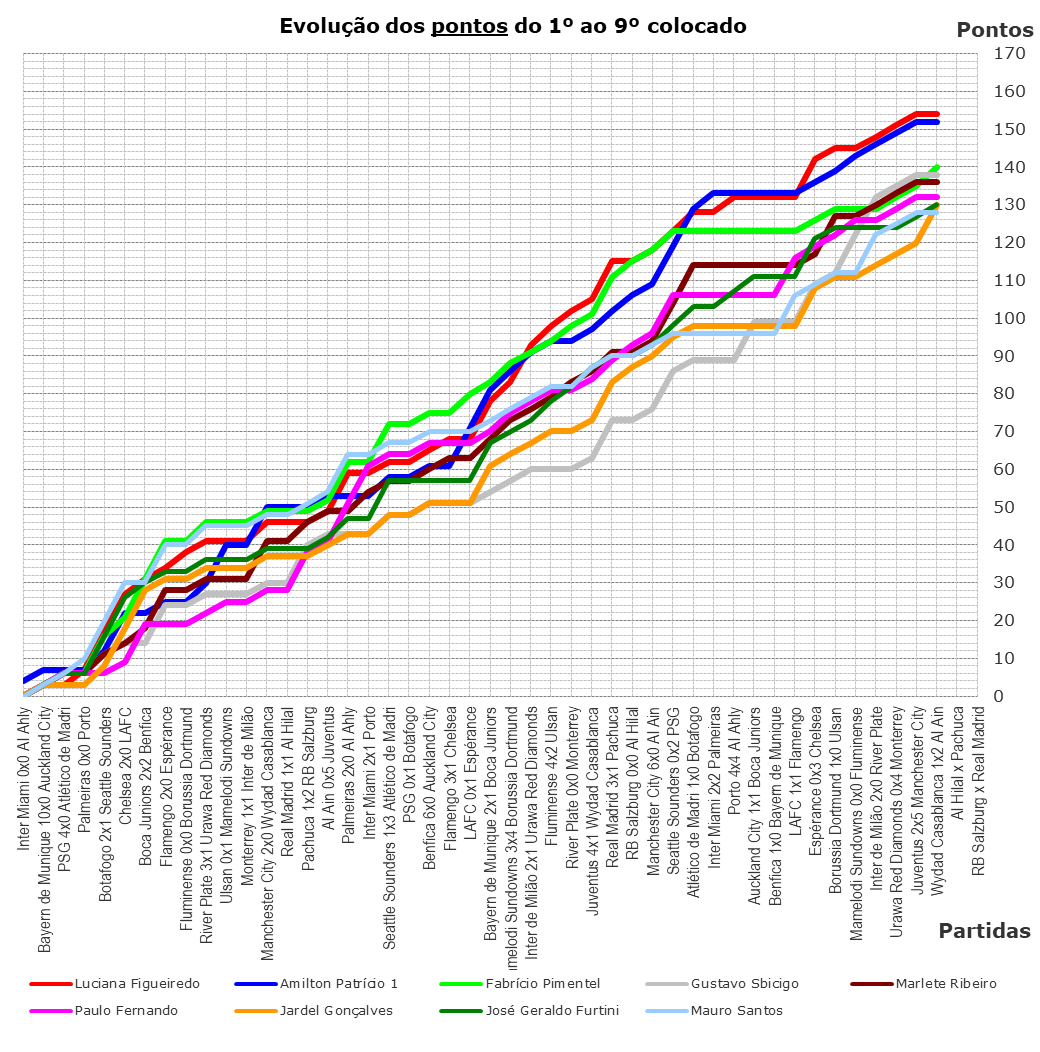 Evolução dos pontos do 1º ao 9º colocado
Pontos
170
160
150
140
130
120
110
100
90
80
70
60
50
40
30
20
10
0
Inter Miami 0x0 Al Ahly
Bayern de Munique 10x0 Auckland City
PSG 4x0 Atlético de Madri
Palmeiras 0x0 Porto
Botafogo 2x1 Seattle Sounders
Chelsea 2x0 LAFC
Boca Juniors 2x2 Benfica
Flamengo 2x0 Espérance
Fluminense 0x0 Borussia Dortmund
River Plate 3x1 Urawa Red Diamonds
Ulsan 0x1 Mamelodi Sundowns
Monterrey 1x1 Inter de Milão
Manchester City 2x0 Wydad Casablanca
Real Madrid 1x1 Al Hilal
Pachuca 1x2 RB Salzburg
Al Ain 0x5 Juventus
Palmeiras 2x0 Al Ahly
Inter Miami 2x1 Porto
Seattle Sounders 1x3 Atlético de Madri
PSG 0x1 Botafogo
Benfica 6x0 Auckland City
Flamengo 3x1 Chelsea
LAFC 0x1 Espérance
Bayern de Munique 2x1 Boca Juniors
amelodi Sundowns 3x4 Borussia Dortmund
Inter de Milão 2x1 Urawa Red Diamonds
Fluminense 4x2 Ulsan
River Plate 0x0 Monterrey
Juventus 4x1 Wydad Casablanca
Real Madrid 3x1 Pachuca
RB Salzburg 0x0 Al Hilal
Manchester City 6x0 Al Ain
Seattle Sounders 0x2 PSG
Atlético de Madri 1x0 Botafogo
Inter Miami 2x2 Palmeiras
Porto 4x4 Al Ahly
Auckland City 1x1 Boca Juniors
Benfica 1x0 Bayern de Munique
LAFC 1x1 Flamengo
Espérance 0x3 Chelsea
Borussia Dortmund 1x0 Ulsan
Mamelodi Sundowns 0x0 Fluminense
Inter de Milão 2x0 River Plate
Urawa Red Diamonds 0x4 Monterrey
Juventus 2x5 Manchester City
Wydad Casablanca 1x2 Al Ain
Al Hilal x Pachuca
RB Salzburg x Real Madrid
Partidas
Luciana Figueiredo
Amilton Patrício 1
Fabrício Pimentel
Gustavo Sbicigo
Marlete Ribeiro
Paulo Fernando
Jardel Gonçalves
José Geraldo Furtini
Mauro Santos